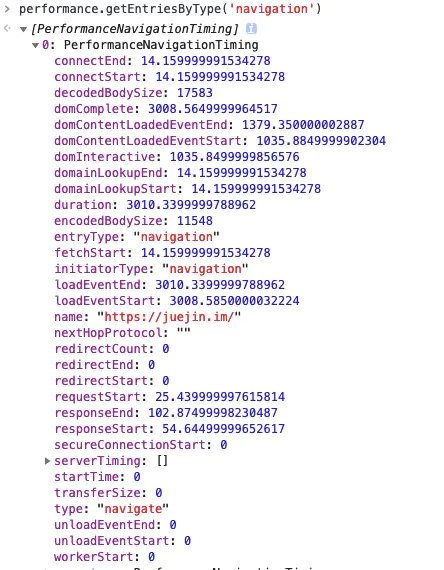 > performance.getEntriesByType('navigation')
<· ▼[PerformanceNavigationTiming] i
▼0: PerformanceNavigationTiming
connectEnd: 14.159999991534278
connectStart: 14.159999991534278
decodedBodySize: 17583
domComplete: 3008.5649999964517
domContentLoadedEventEnd: 1379.350000002887
domContentLoadedEventStart: 1035.8849999902304
domInteractive: 1035.8499999856576
domainLookupEnd: 14.159999991534278
domainLookupStart: 14.159999991534278
duration: 3010.3399999788962
encodedBodySize: 11548
entryType: "navigation"
fetchStart: 14.159999991534278
initiatorType: "navigation"
loadEventEnd: 3010.3399999788962
loadEventStart: 3008.5850000032224
name: "https://juejin.im/"
nextHopProtocol: ""
redirectCount: 0
redirectEnd: 0
redirectStart: 0
requestStart: 25.439999997615814
responseEnd: 102.87499998230487
responseStart: 54.64499999652617
secureConnectionStart: 0
▶serverTiming: []
startTime: 0
transferSize: 0
type: "navigate"
unloadEventEnd: 0
unloadEventStart: 0
workerStart: 0